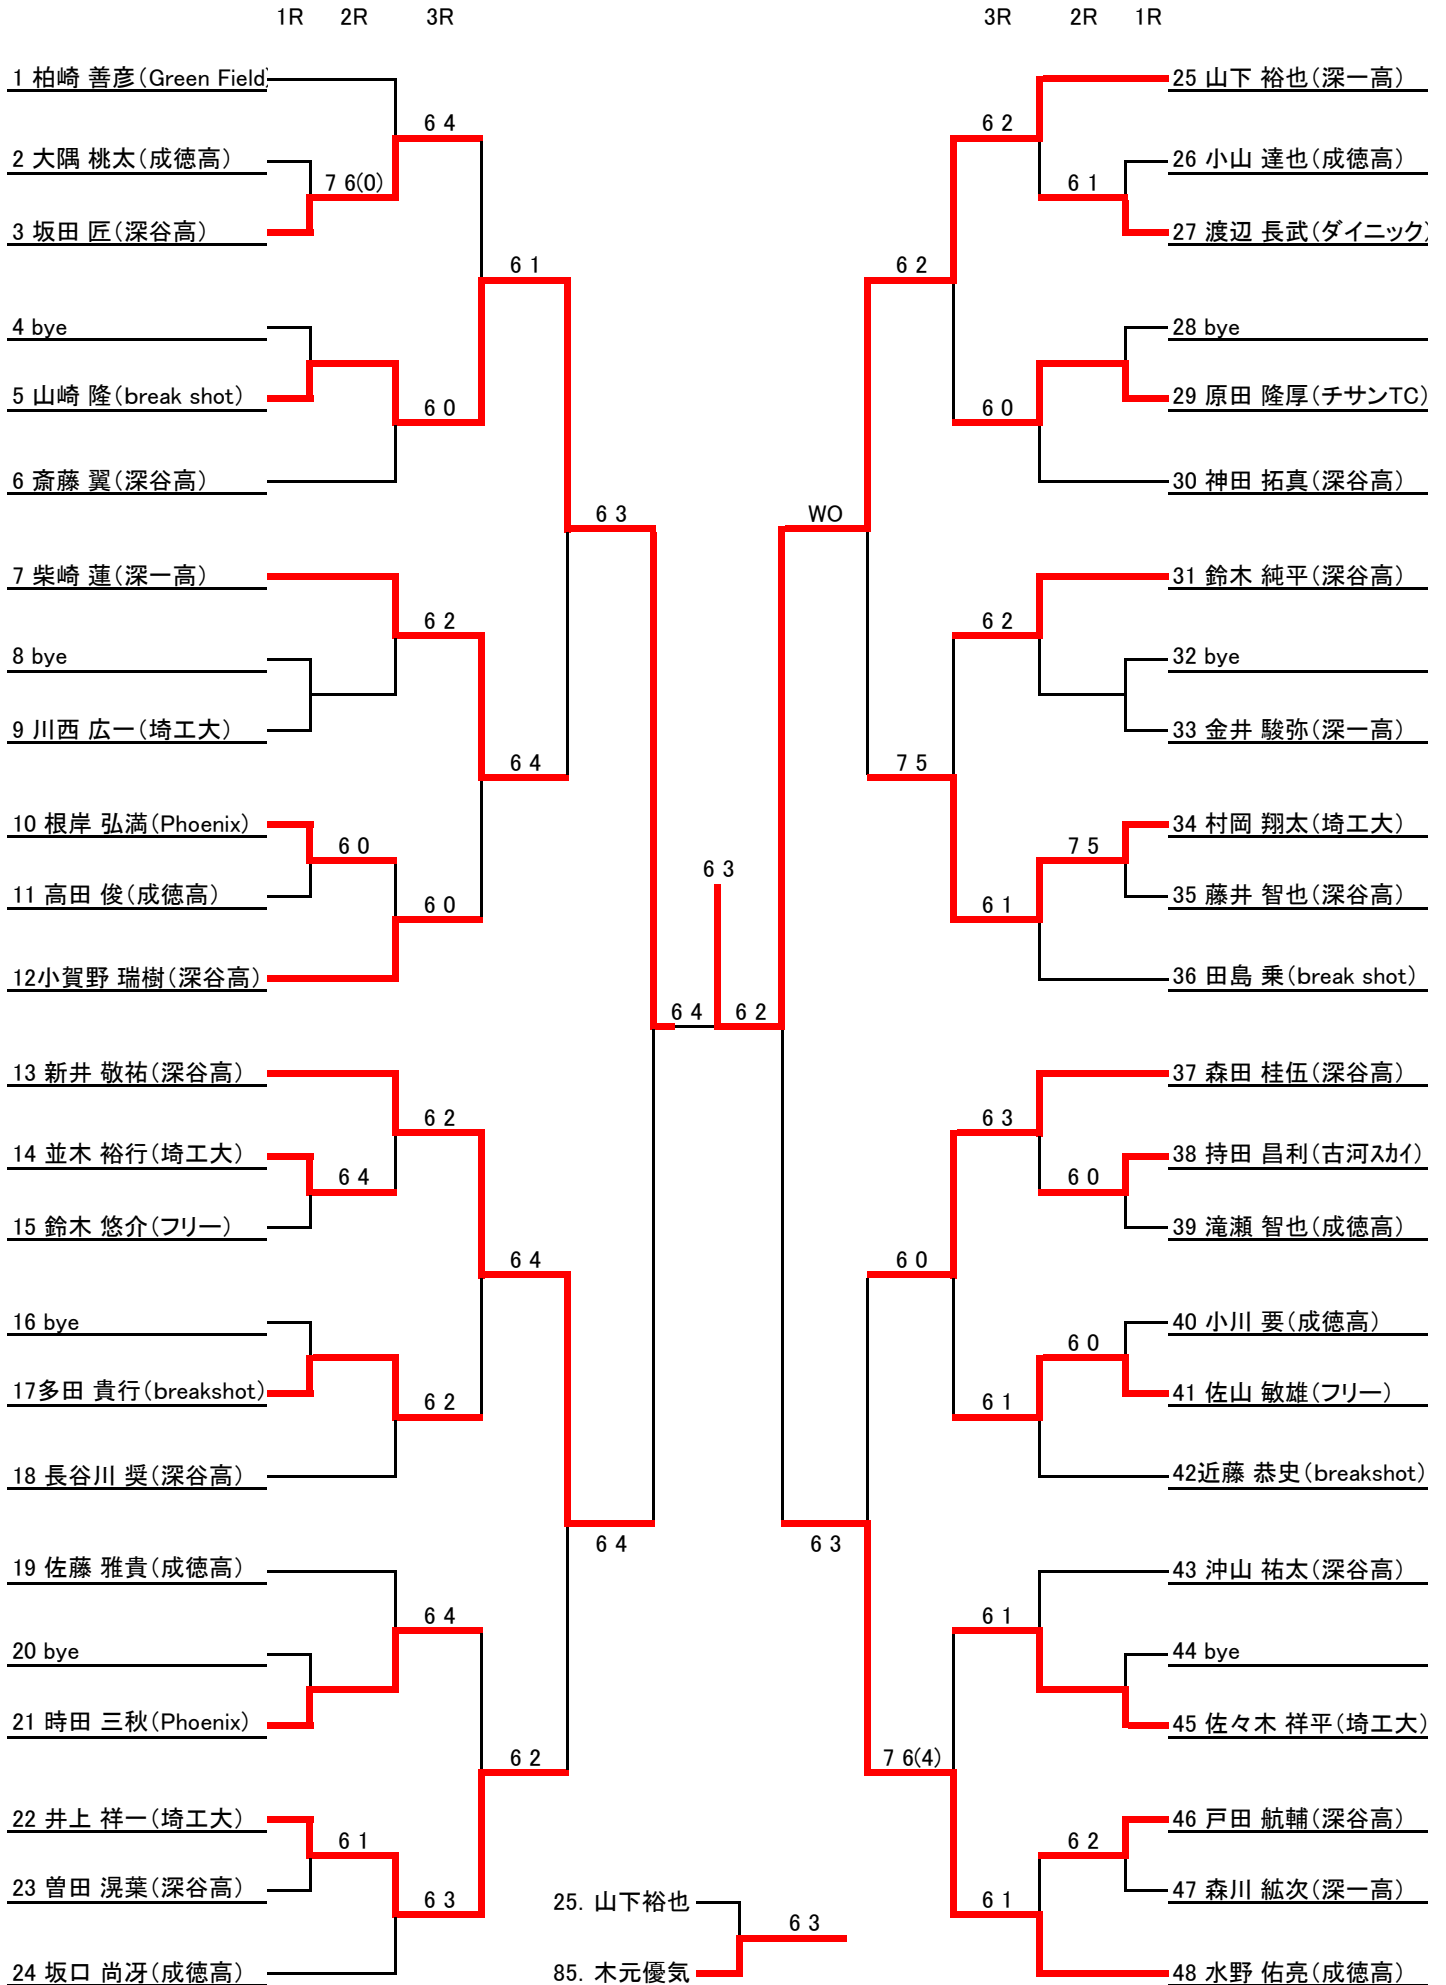 1R 2R 3R
3R 2R 1R
1 柏崎 善彦(Green Field)
6 4
2 大隅 桃太(成徳高)
7 6(0)
3 坂田 匠(深谷高)
6 1
4 bye
5 山崎 隆(break shot)
6 0
6 斎藤 翼(深谷高)
6 3
7 柴崎 蓮(深一高)
6 2
8 bye
9 川西 広一(埼工大)
6 4
10 根岸 弘満(Phoenix)
6 0
11 高田 俊(成徳高)
6 0
12小賀野 瑞樹(深谷高)
6 4
13 新井 敬祐(深谷高)
6 2
14 並木 裕行(埼工大)
6 4
15 鈴木 悠介(フリー)
6 4
16 bye
17多田 貴行(breakshot)
6 2
18 長谷川 奨(深谷高)
6 4
19 佐藤 雅貴(成徳高)
6 4
20 bye
21 時田 三秋(Phoenix)
6 2
22 井上 祥一(埼工大)
6 1
23 曽田 滉葉(深谷高)
6 3
24 坂口 尚冴(成徳高)
6 3
25 山下 裕也(深一高)
6 2
26 小山 達也(成徳高)
6 1
27 渡辺 長武(ダイニック)
6 2
28 bye
29 原田 隆厚(チサンTC)
6 0
30 神田 拓真(深谷高)
WO
31 鈴木 純平(深谷高)
6 2
32 bye
33 金井 駿弥(深一高)
7 5
34 村岡 翔太(埼工大)
7 5
35 藤井 智也(深谷高)
6 1
36 田島 乗(break shot)
6 2
37 森田 桂伍(深谷高)
6 3
38 持田 昌利(古河スカイ)
6 0
39 滝瀬 智也(成徳高)
6 0
40 小川 要(成徳高)
6 0
41 佐山 敏雄(フリー)
6 1
42近藤 恭史(breakshot)
6 3
43 沖山 祐太(深谷高)
6 1
44 bye
45 佐々木 祥平(埼工大)
7 6(4)
46 戸田 航輔(深谷高)
6 2
47 森川 紘次(深一高)
6 1
48 水野 佑亮(成徳高)
25. 山下裕也
6 3
85. 木元優気